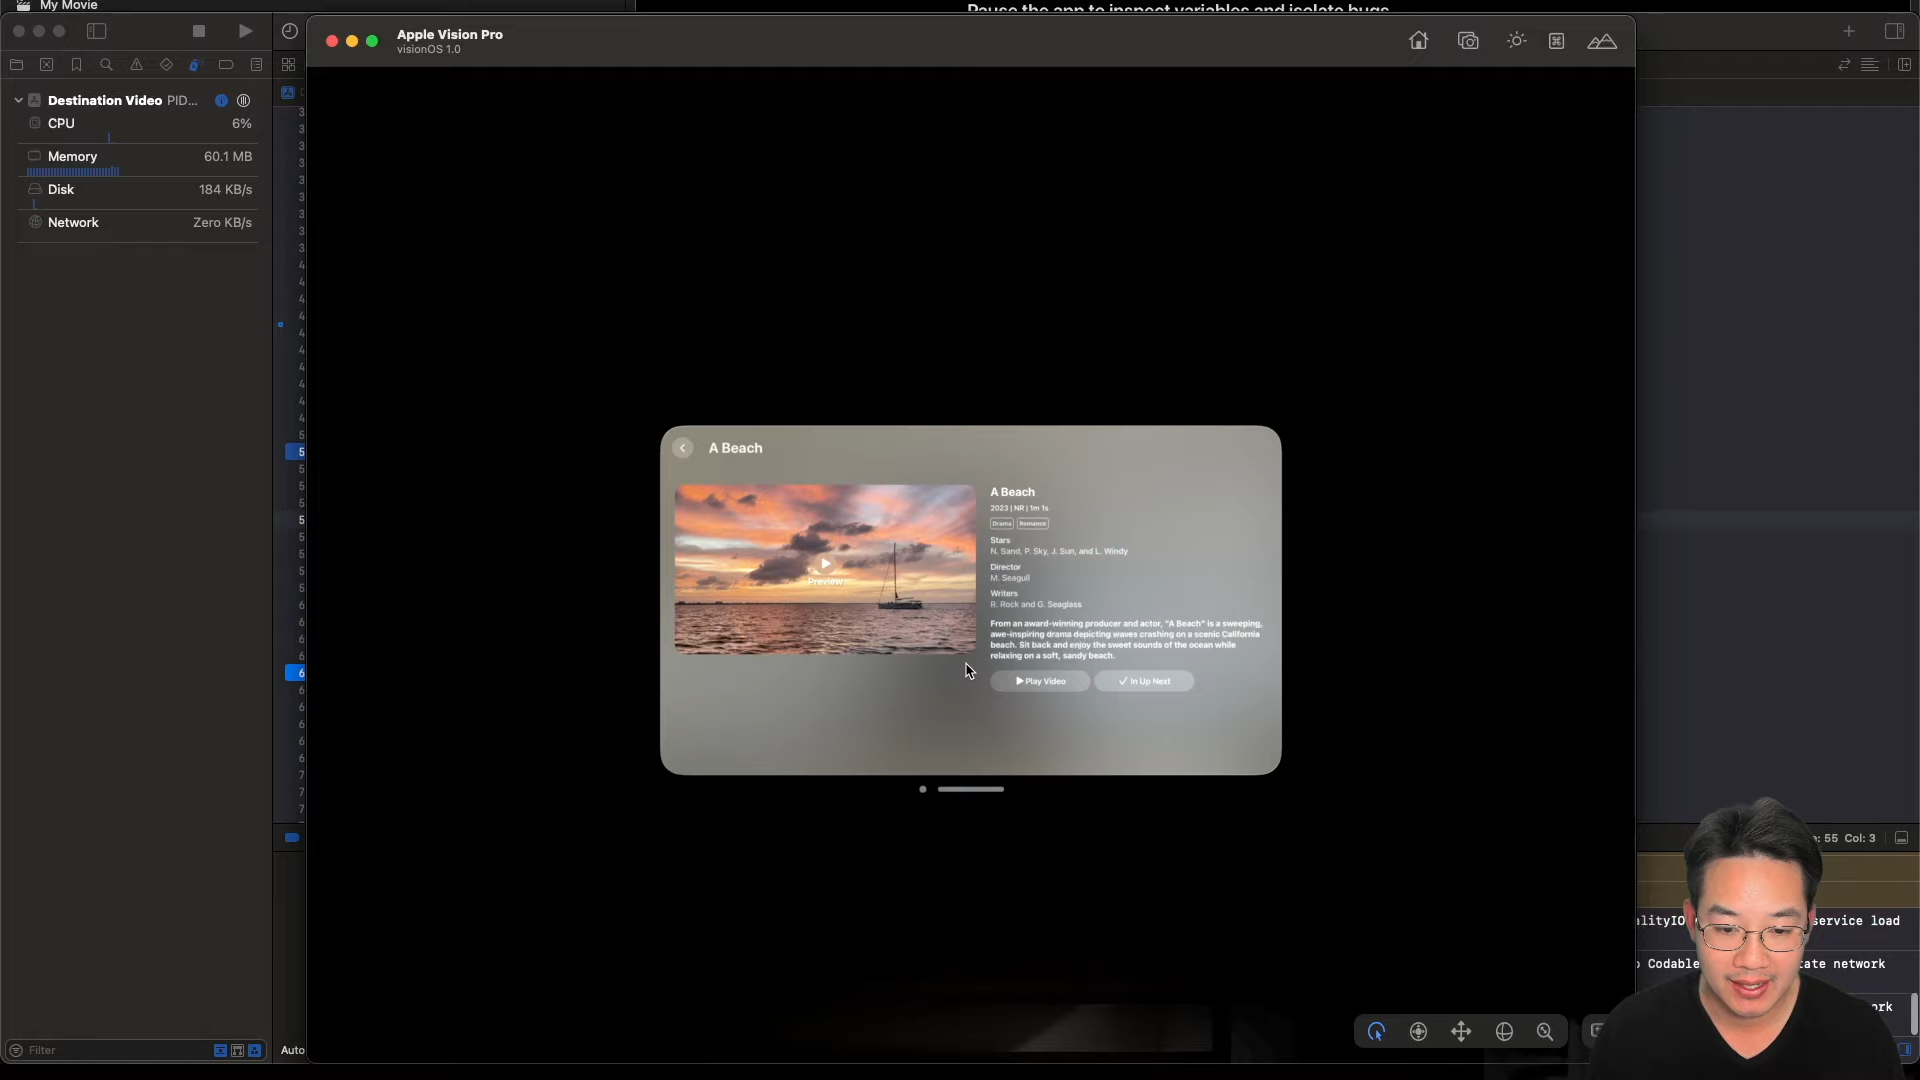 My Movie
Pause the app to inspect variables and isolate bugs
Apple Vision Pro
visionOS 1.0
Destination Video PID...
CPU 6%
Memory 60.1 MB
Disk 184 KB/s
Network Zero KB/s
A Beach
Preview
A Beach
2023 | NR | 1m 1s
Drama Romance
Stars
N. Sand, P. Sky, J. Sun, and L. Windy
Director
M. Seagull
Writers
R. Rock and G. Seaglass
From an award-winning producer and actor, "A Beach" is a sweeping,
awe-inspiring drama depicting waves crashing on a scenic California
beach. Sit back and enjoy the sweet sounds of the ocean while
relaxing on a soft, sandy beach.
Play Video In Up Next
55 Col: 3
service load
Codable
network
Filter
Auto